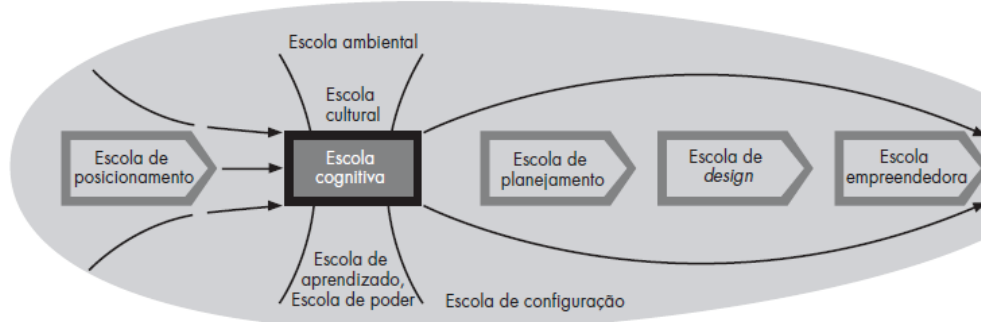 Escola ambiental
Escola
cultural
Escola de
posicionamento
Escola
cognitiva
Escola de
planejamento
Escola de
design
Escola
empreendedora
Escola de
aprendizado,
Escola de poder
Escola de configuração